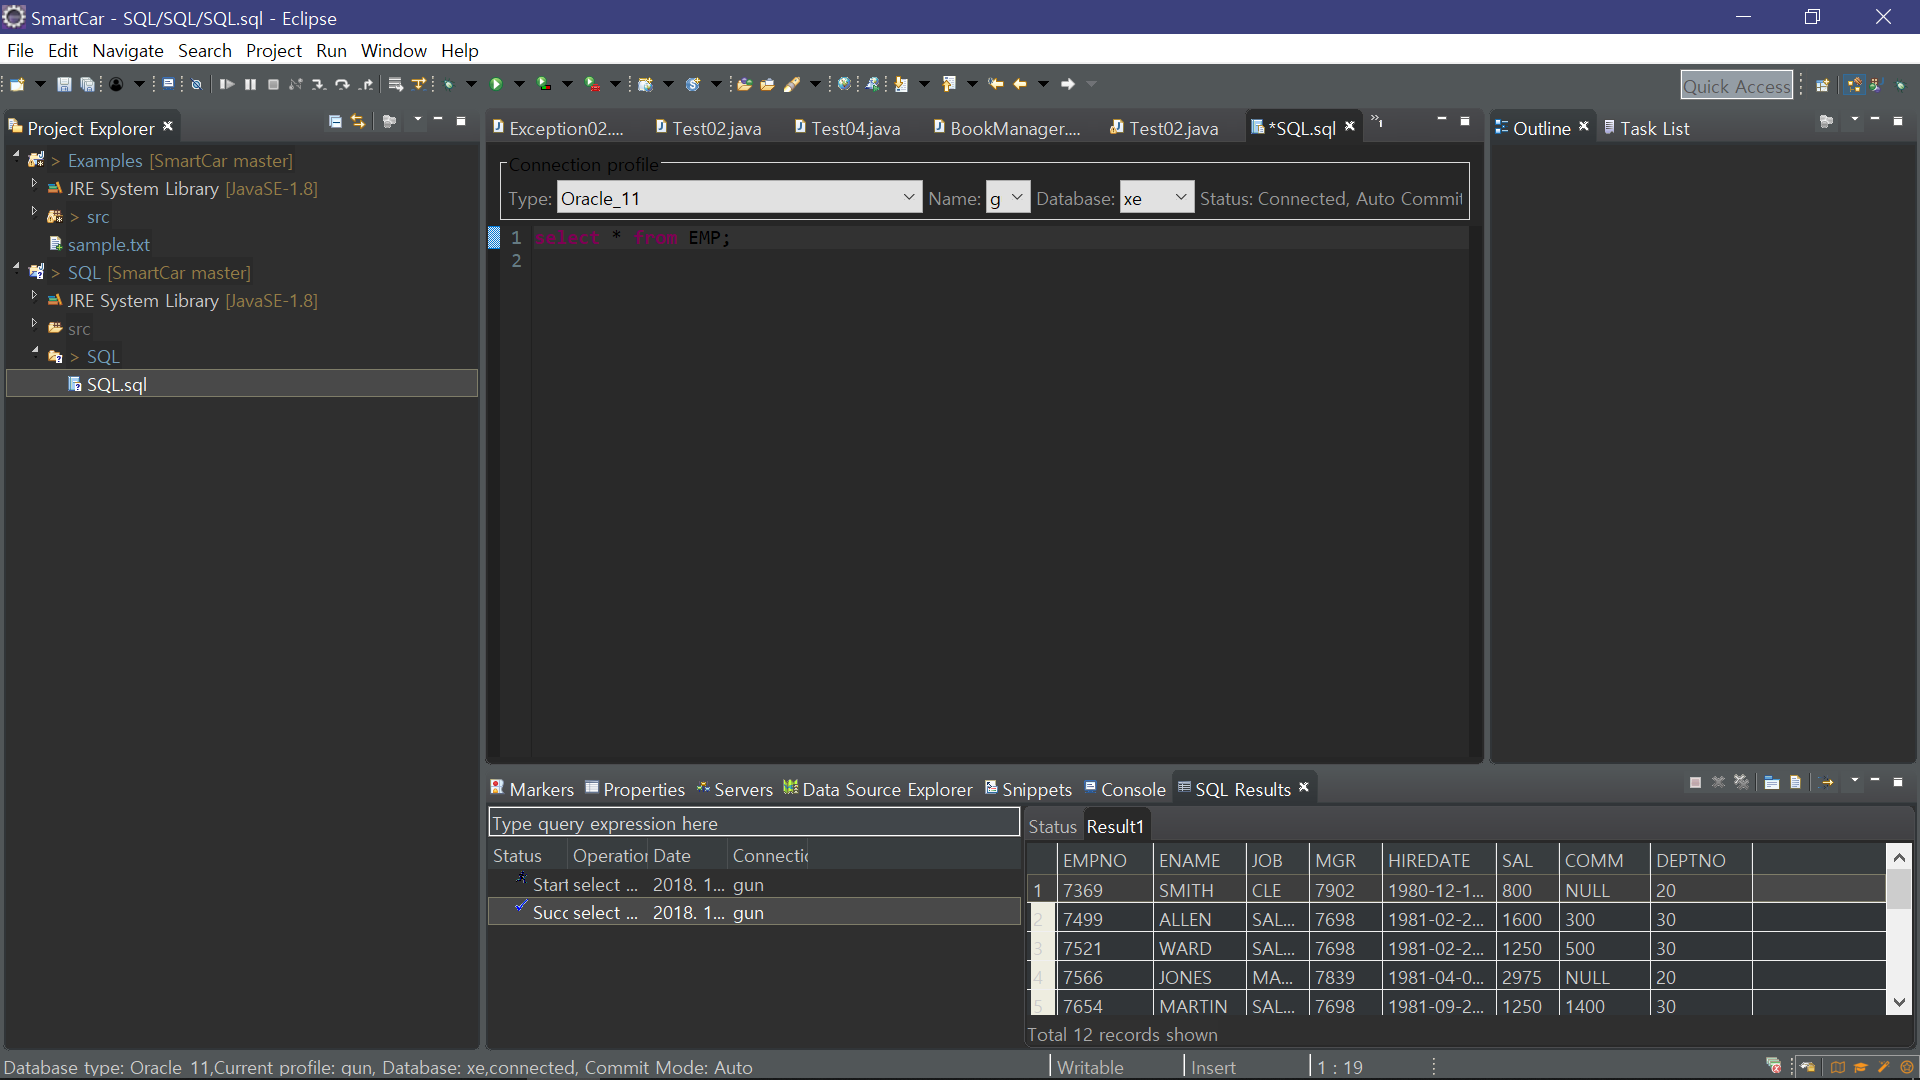 SmartCar - SQL/SQL/SQL.sql - Eclipse
File Edit Navigate Search Project Run Window Help
Quick Access
Project Explorer
> Examples [SmartCar master]
JRE System Library [JavaSE-1.8]
> src
sample.txt
> SQL [SmartCar master]
JRE System Library [JavaSE-1.8]
src
> SQL
SQL.sql
Exception02.... Test02.java Test04.java BookManager.... Test02.java *SQL.sql »1
Connection profile
Type: Oracle_11 Name: g Database: xe Status: Connected, Auto Commit
1 select * from EMP;
2
Outline Task List
Markers Properties Servers Data Source Explorer Snippets Console SQL Results
Type query expression here
Status Operation Date Connectic
Start select ... 2018. 1... gun
Succ select ... 2018. 1... gun
Status Result1
EMPNO ENAME JOB MGR HIREDATE SAL COMM DEPTNO
1 7369 SMITH CLE 7902 1980-12-1... 800 NULL 20
2 7499 ALLEN SAL... 7698 1981-02-2... 1600 300 30
3 7521 WARD SAL... 7698 1981-02-2... 1250 500 30
4 7566 JONES MA... 7839 1981-04-0... 2975 NULL 20
5 7654 MARTIN SAL... 7698 1981-09-2... 1250 1400 30
Total 12 records shown
Database type: Oracle_11,Current profile: gun, Database: xe,connected, Commit Mode: Auto
Writable Insert 1 : 19